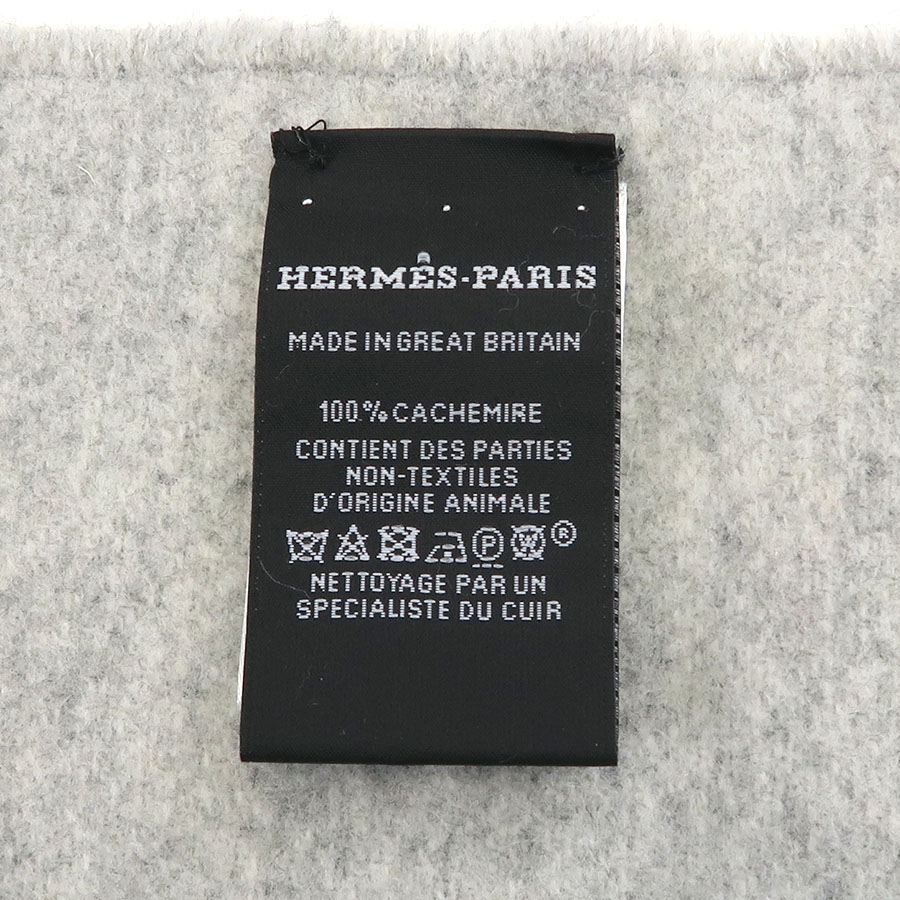 HERMÈS-PARIS
MADE IN GREAT BRITAIN
100% CACHEMIRE
CONTIENT DES PARTIES
NON-TEXTILES
D'ORIGINE ANIMALE
P W ®
NETTOYAGE PAR UN
SPECIALISTE DU CUIR